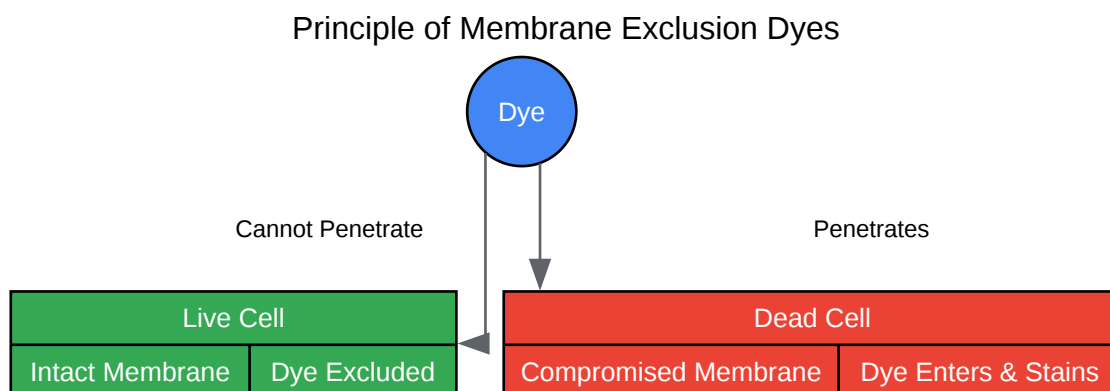 Principle of Membrane Exclusion Dyes
Dye
Cannot Penetrate
Penetrates
Live Cell
Intact Membrane
Dye Excluded
Dead Cell
Compromised Membrane
Dye Enters & Stains